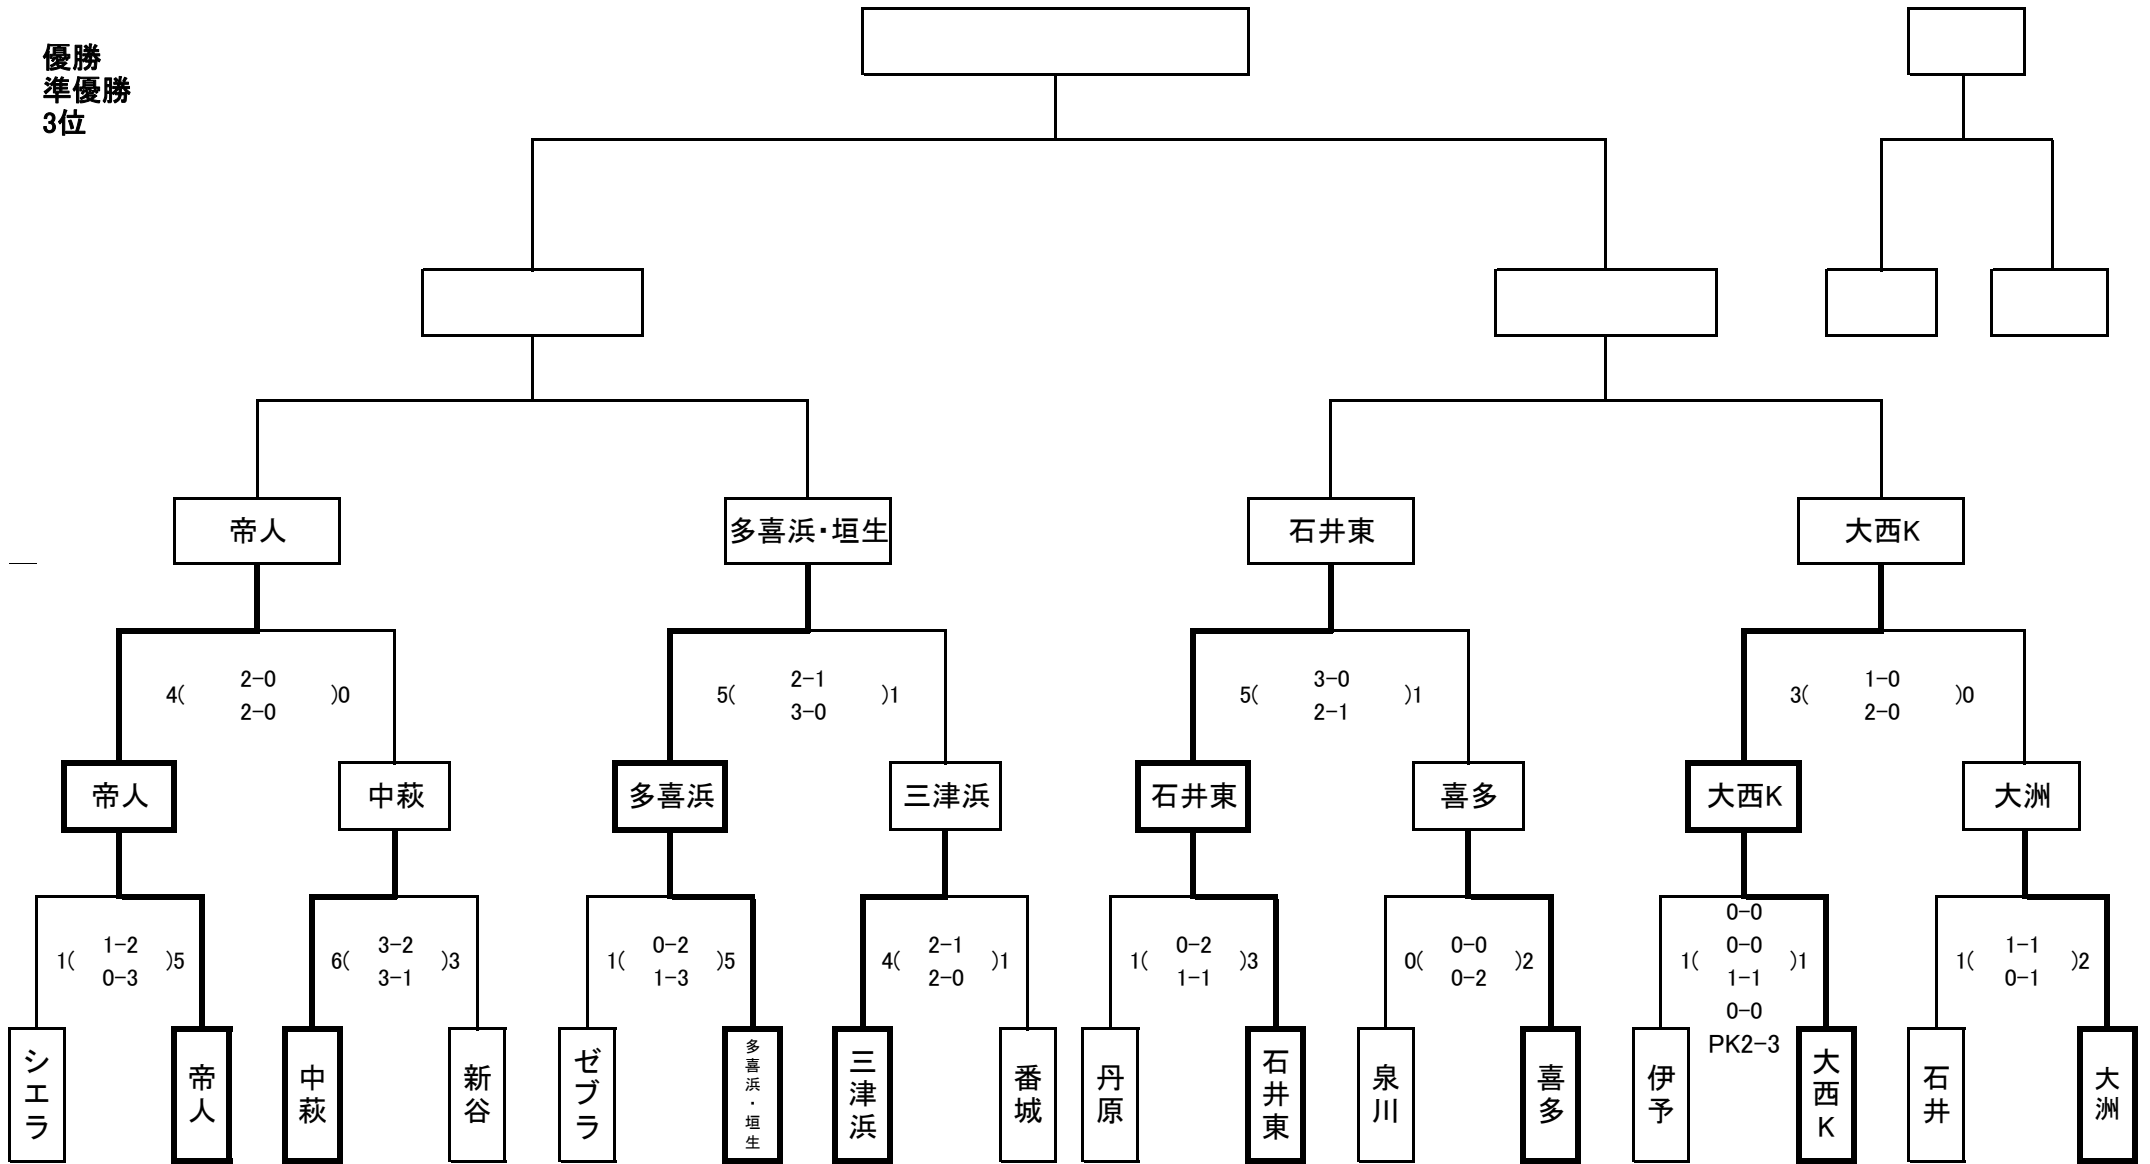 優勝
準優勝
3位
帝人
多喜浜・垣生
石井東
大西K
4( 2-0 )0
2-0
5( 2-1 )1
3-0
5( 3-0 )1
2-1
3( 1-0 )0
2-0
帝人
中萩
多喜浜
三津浜
石井東
喜多
大西K
大洲
1( 1-2 )5
0-3
6( 3-2 )3
3-1
1( 0-2 )5
1-3
4( 2-1 )1
2-0
1( 0-2 )3
1-1
0( 0-0 )2
0-2
0-0
0-0
1( )1
1-1
0-0
PK2-3
1( 1-1 )2
0-1
シエラ
帝人
中萩
新谷
ゼブラ
多喜浜・垣生
三津浜
番城
丹原
石井東
泉川
喜多
伊予
大西K
石井
大洲